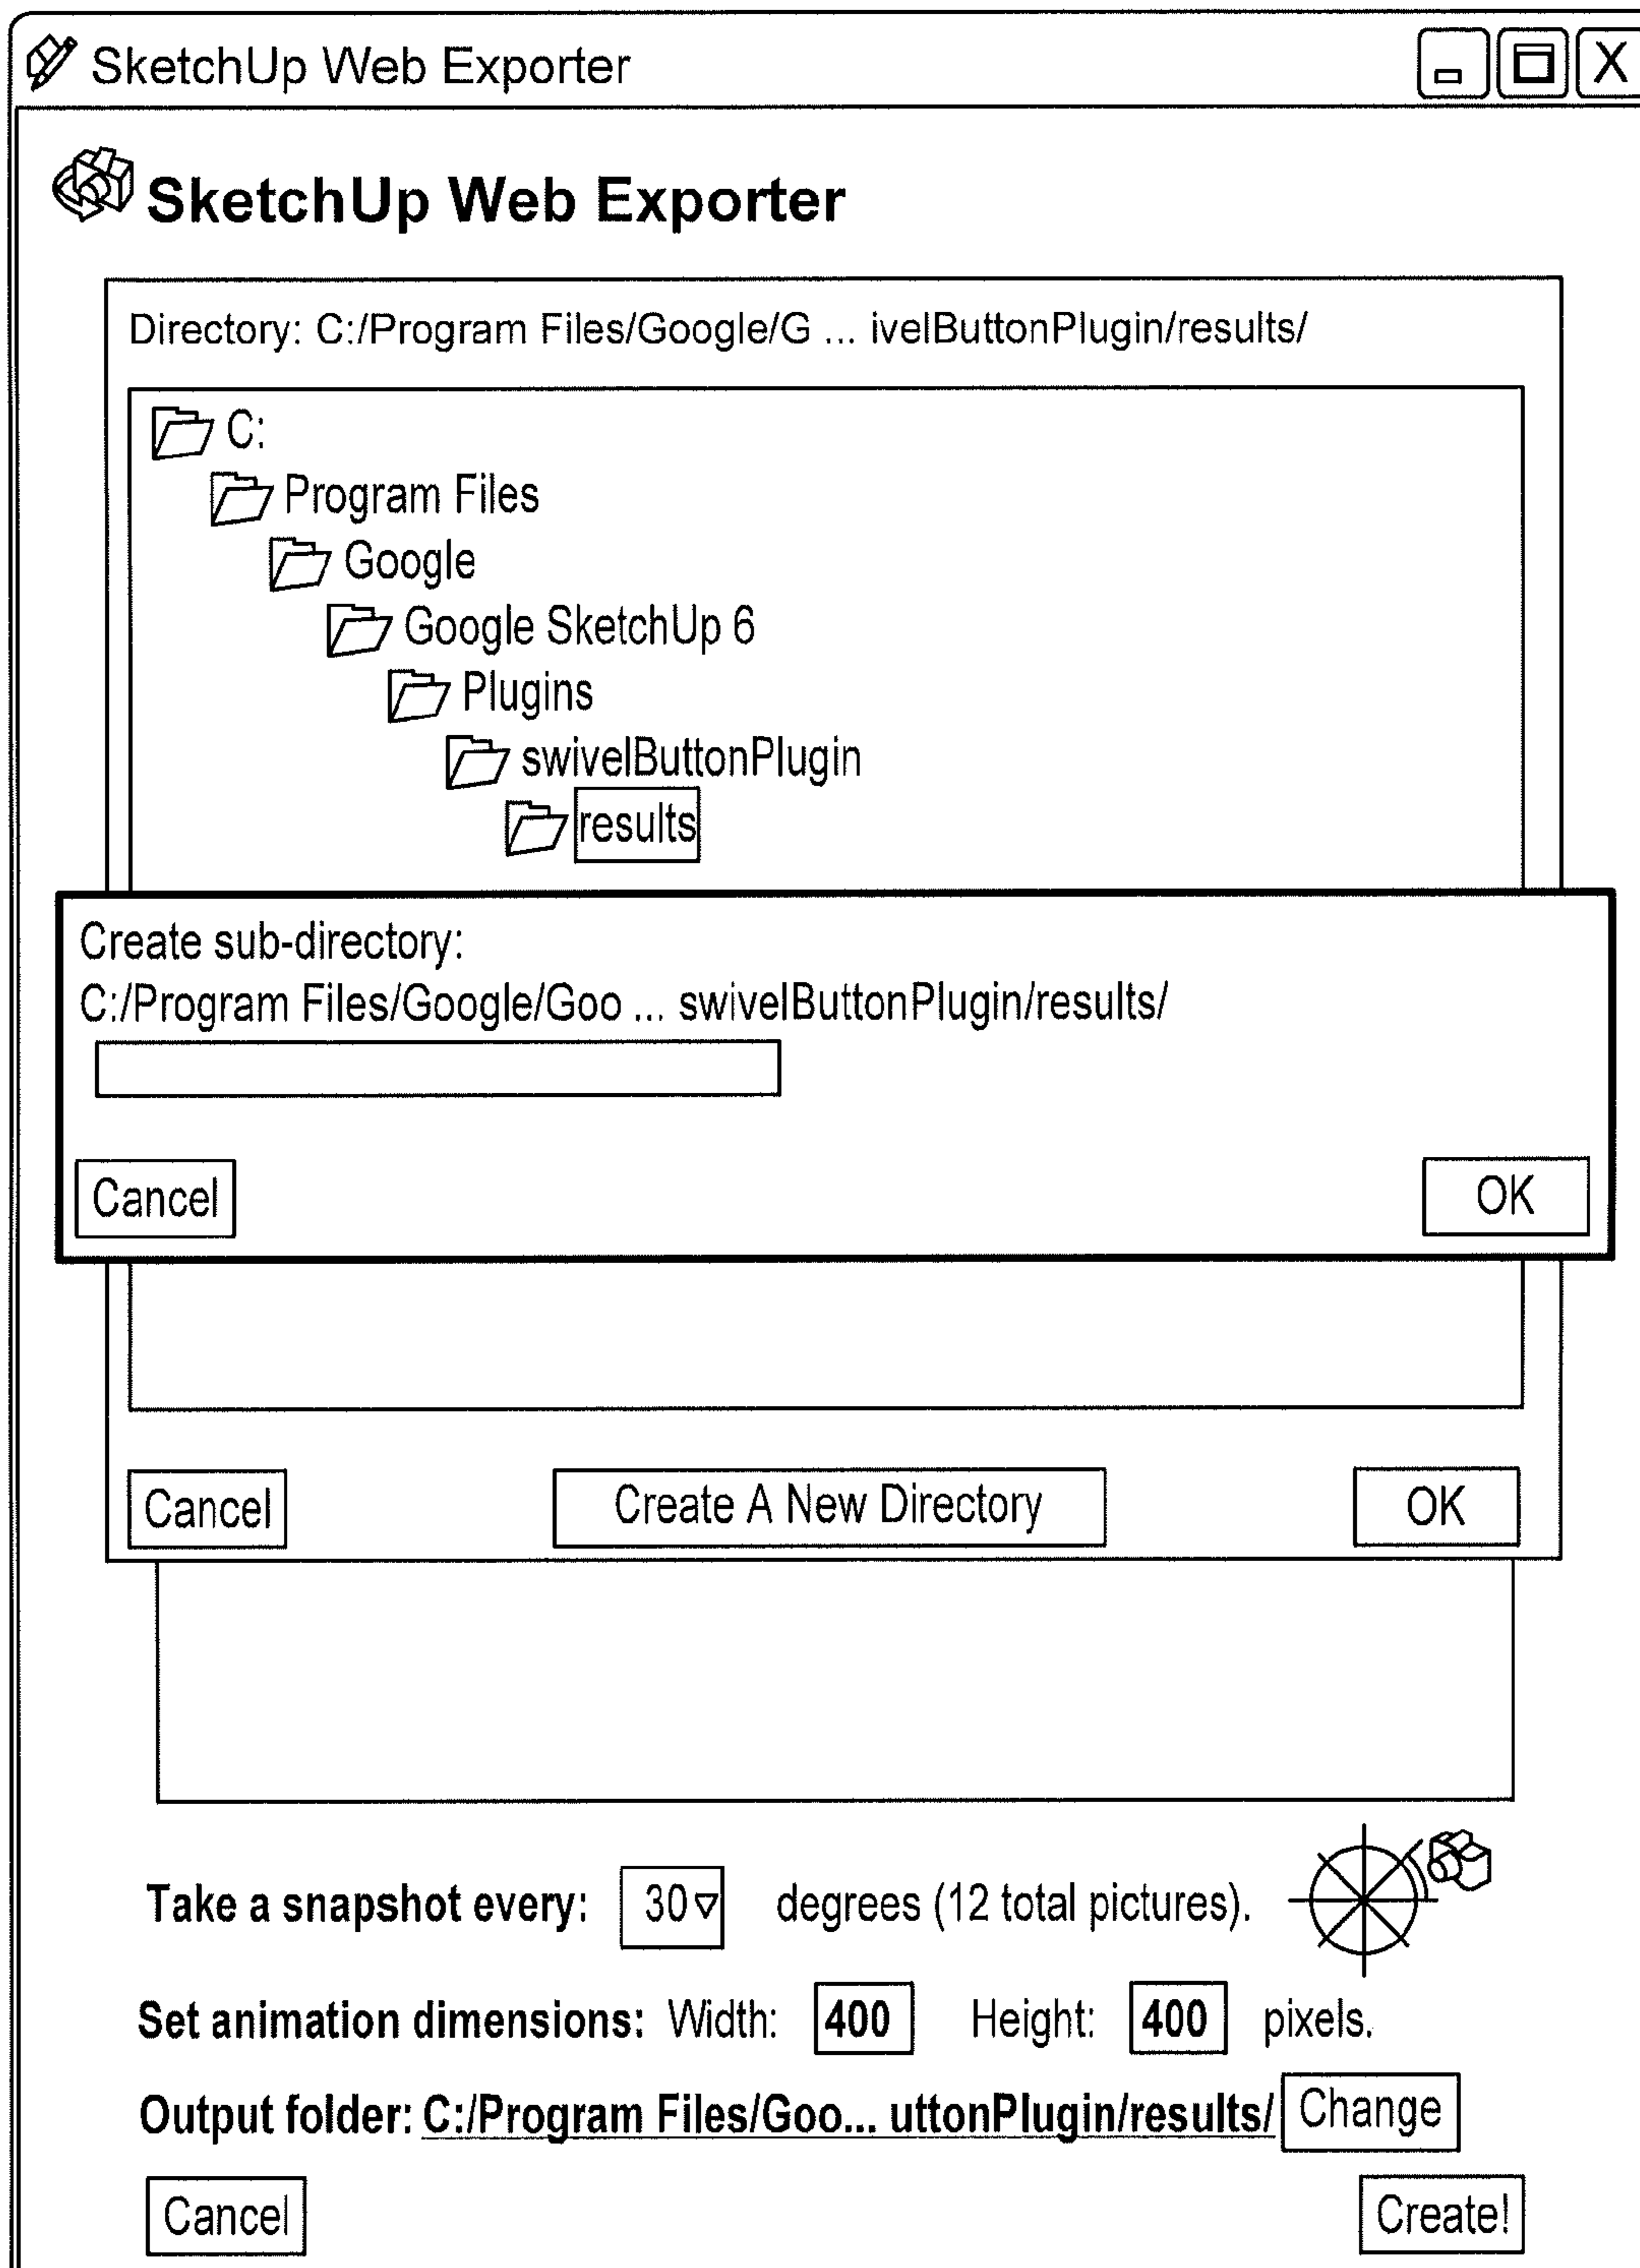 SketchUp Web Exporter X
SketchUp Web Exporter
Directory: C:/Program Files/Google/G ... ivelButtonPlugin/results/
C:
Program Files
Google
Google SketchUp 6
Plugins
swivelButtonPlugin
results
Create sub-directory:
C:/Program Files/Google/Goo ... swivelButtonPlugin/results/
Cancel OK
Cancel Create A New Directory OK
Take a snapshot every: 30 degrees (12 total pictures).
Set animation dimensions: Width: 400 Height: 400 pixels.
Output folder: C:/Program Files/Goo... uttonPlugin/results/ Change
Cancel Create!